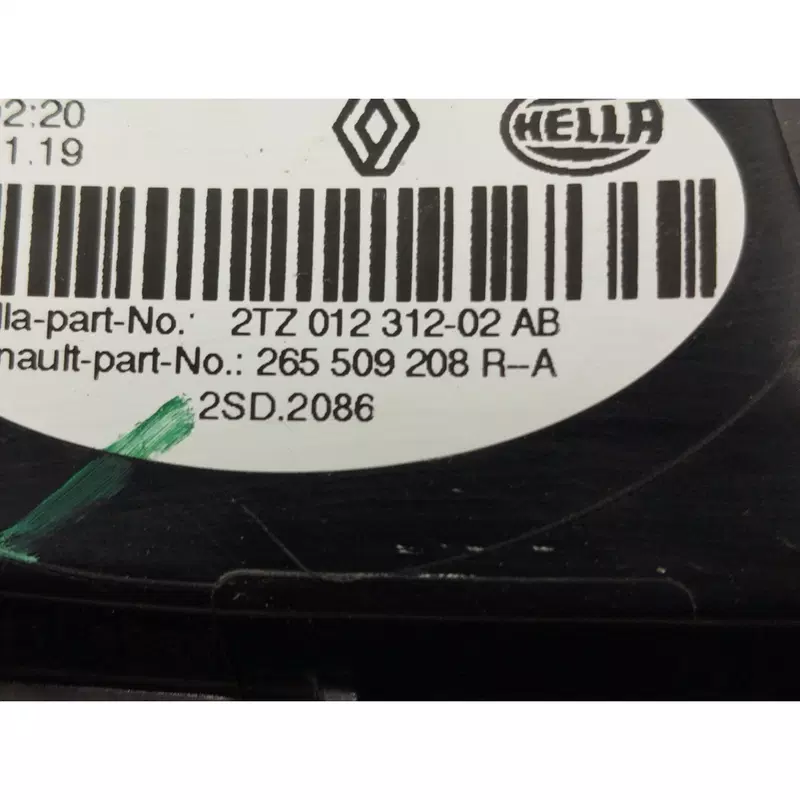 02:20
1.19
HELLA
lla-part-No.: 2TZ 012 312-02 AB
nault-part-No.: 265 509 208 R-A
2SD.2086